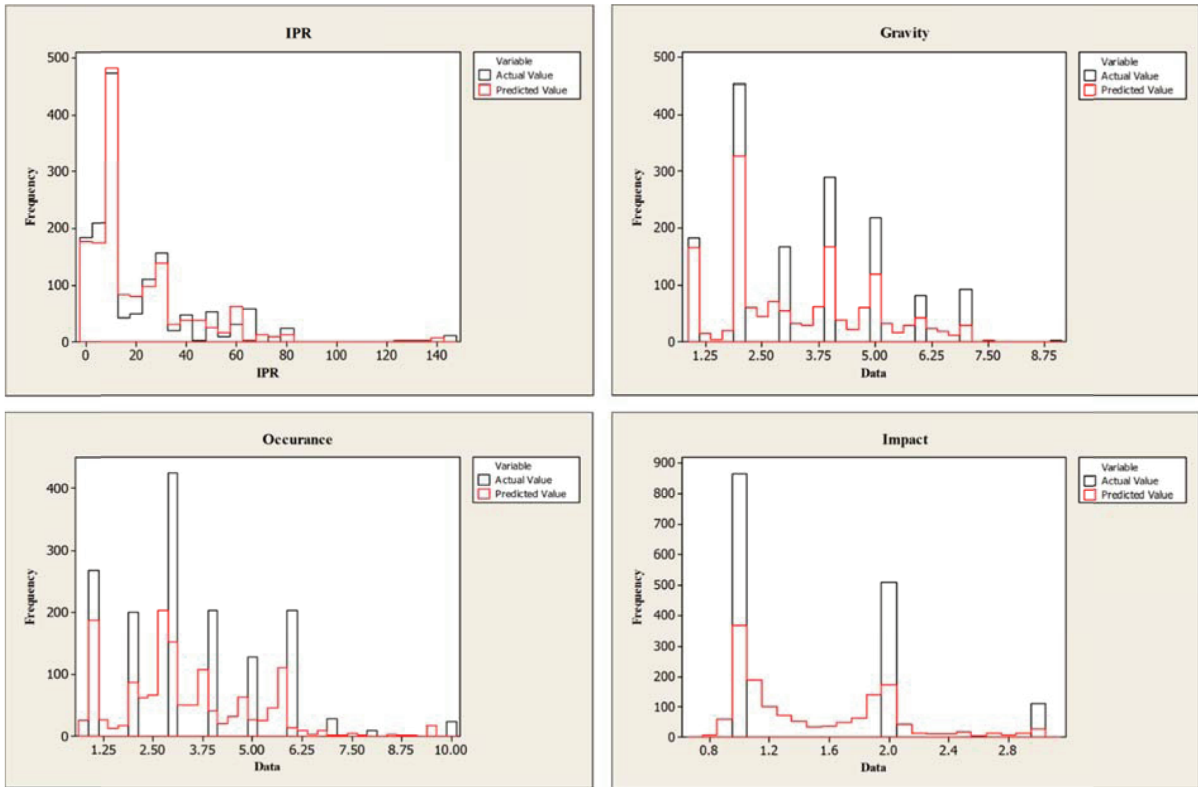 IPR
Variable
Actual Value
Predicted Value
Frequency
500
400
300
200
100
0
0 20 40 60 80 100 120 140
IPR
Gravity
Variable
Actual Value
Predicted Value
Frequency
500
400
300
200
100
0
1.25 2.50 3.75 5.00 6.25 7.50 8.75
Data
Occurance
Variable
Actual Value
Predicted Value
Frequency
400
300
200
100
0
1.25 2.50 3.75 5.00 6.25 7.50 8.75 10.00
Data
Impact
Variable
Actual Value
Predicted Value
Frequency
900
800
700
600
500
400
300
200
100
0
0.8 1.2 1.6 2.0 2.4 2.8
Data